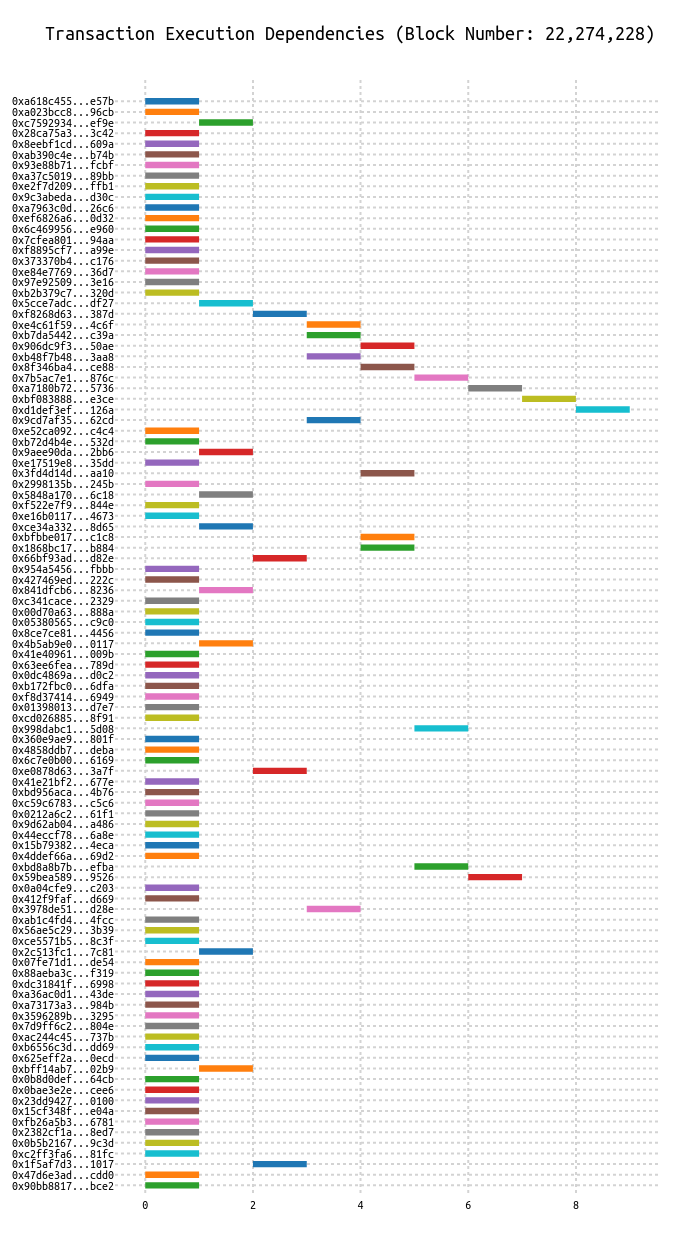 Transaction Execution Dependencies (Block Number: 22,274,228)
0xa618c455...e57b
0xa023bcc8...96cb
0xc7592934...ef9e
0x28ca75a3...3c42
0x8eebf1cd...609a
0xab390c4e...b74b
0x93e88b71...fcbf
0xa37c5019...89bb
0xe2f7d209...ffb1
0x9c3abeda...d30c
0xa7963c0d...26c6
0xef6826a6...0d32
0x6c469956...e960
0x7cfea801...94aa
0xf8895cf7...a99e
0x373370b4...c176
0xe84e7769...36d7
0x97e92509...3e16
0xb2b379c7...320d
0x5cce7adc...df27
0xf8268d63...387d
0xe4c61f59...4c6f
0xb7da5442...c39a
0x906dc9f3...50ae
0xb48f7b48...3aa8
0x8f346ba4...ce88
0x7b5ac7e1...876c
0xa7180b72...5736
0xbf083888...e3ce
0xd1def3ef...126a
0x9cd7af35...62cd
0xe52ca092...c4c4
0xb72d4b4e...532d
0x9aee90da...2bb6
0xe17519e8...35dd
0x3fd4d14d...aa10
0x2998135b...245b
0x5848a170...6c18
0xf522e7f9...844e
0xe16b0117...4673
0xce34a332...8d65
0xbfbbe017...c1c8
0x1868bc17...b884
0x66bf93ad...d82e
0x954a5456...fbbb
0x427469ed...222c
0x841dfcb6...8236
0xc341cace...2329
0x00d70a63...888a
0x05380565...c9c0
0x8ce7ce81...4456
0x4b5ab9e0...0117
0x41e40961...009b
0x63ee6fea...789d
0x0dc4869a...d0c2
0xb172fbc0...6dfa
0xf8d37414...6949
0x01398013...d7e7
0xcd026885...8f91
0x998dabc1...5d08
0x360e9ae9...801f
0x4858ddb7...deba
0x6c7e0b00...6169
0xe0878d63...3a7f
0x41e21bf2...677e
0xbd956aca...4b76
0xc59c6783...c5c6
0x0212a6c2...61f1
0x9d62ab04...a486
0x44eccf78...6a8e
0x15b79382...4eca
0x4ddef66a...69d2
0xbd8a8b7b...efba
0x59bea589...9526
0x0a04cfe9...c203
0x412f9faf...d669
0x3978de51...d28e
0xab1c4fd4...4fcc
0x56ae5c29...3b39
0xce5571b5...8c3f
0x2c513fc1...7c81
0x07fe71d1...de54
0x88aeba3c...f319
0xdc31841f...6998
0xa36ac0d1...43de
0xa73173a3...984b
0x3596289b...3295
0x7d9ff6c2...804e
0xac244c45...737b
0xb6556c3d...dd69
0x625eff2a...0ecd
0xbff14ab7...02b9
0x0b8d0def...64cb
0x0bae3e2e...cee6
0x23dd9427...0100
0x15cf348f...e04a
0xfb26a5b3...6781
0x2382cf1a...8ed7
0x0b5b2167...9c3d
0xc2ff3fa6...81fc
0x1f5af7d3...1017
0x47d6e3ad...cdd0
0x90bb8817...bce2
0 2 4 6 8